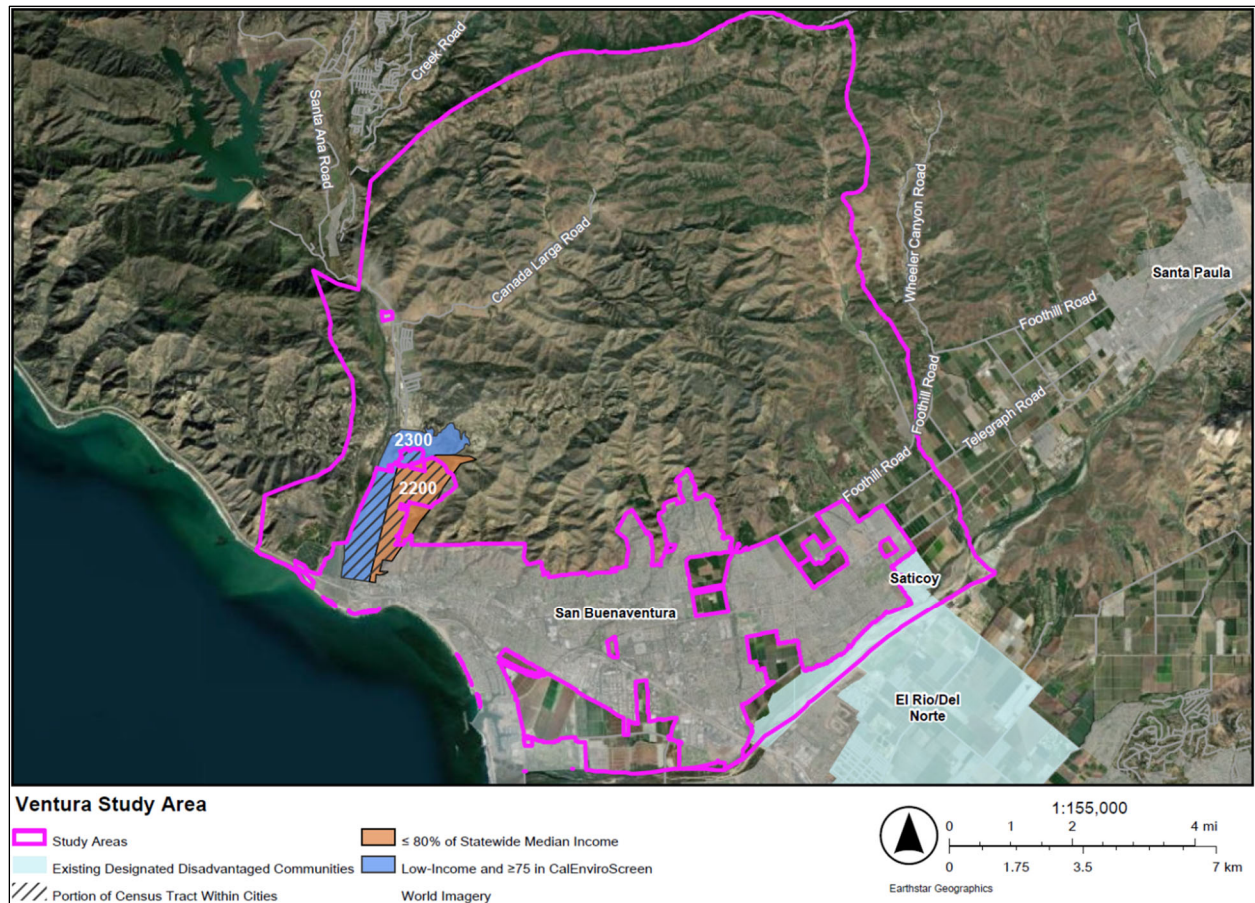 Creek Road
Santa Ana Road
Canada Larga Road
Wheeler Canyon Road
Santa Paula
Foothill Road
Foothill Road
Telegraph Road
Foothill Road
2300
2200
Saticoy
San Buenaventura
El Rio/Del
Norte
Ventura Study Area
Study Areas
Existing Designated Disadvantaged Communities
Portion of Census Tract Within Cities
≤ 80% of Statewide Median Income
Low-Income and ≥75 in CalEnviroScreen
World Imagery
1:155,000
0 1 2 4 mi
0 1.75 3.5 7 km
Earthstar Geographics